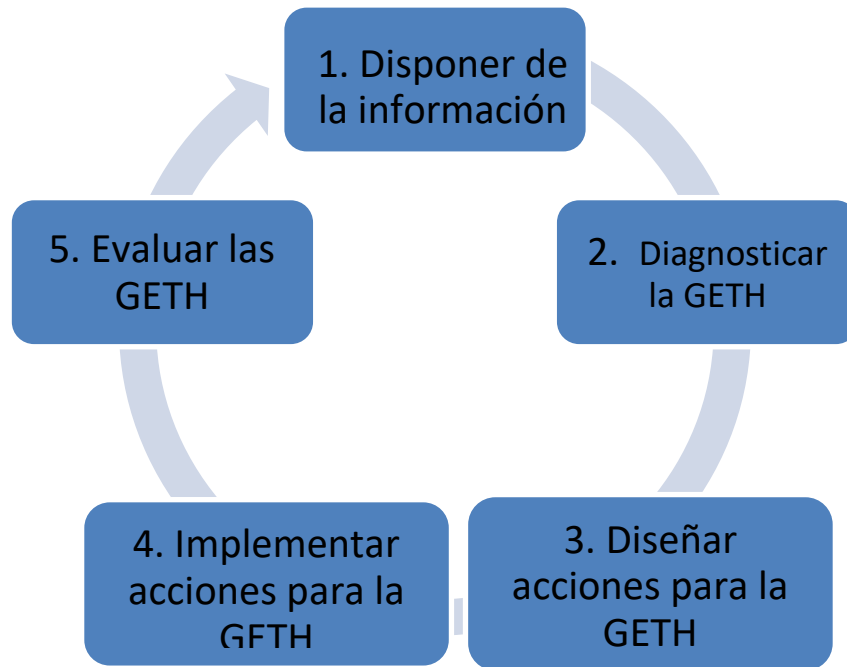 1. Disponer de
la información
2. Diagnosticar
la GETH
3. Diseñar
acciones para la
GETH
4. Implementar
acciones para la
GETH
5. Evaluar las
GETH